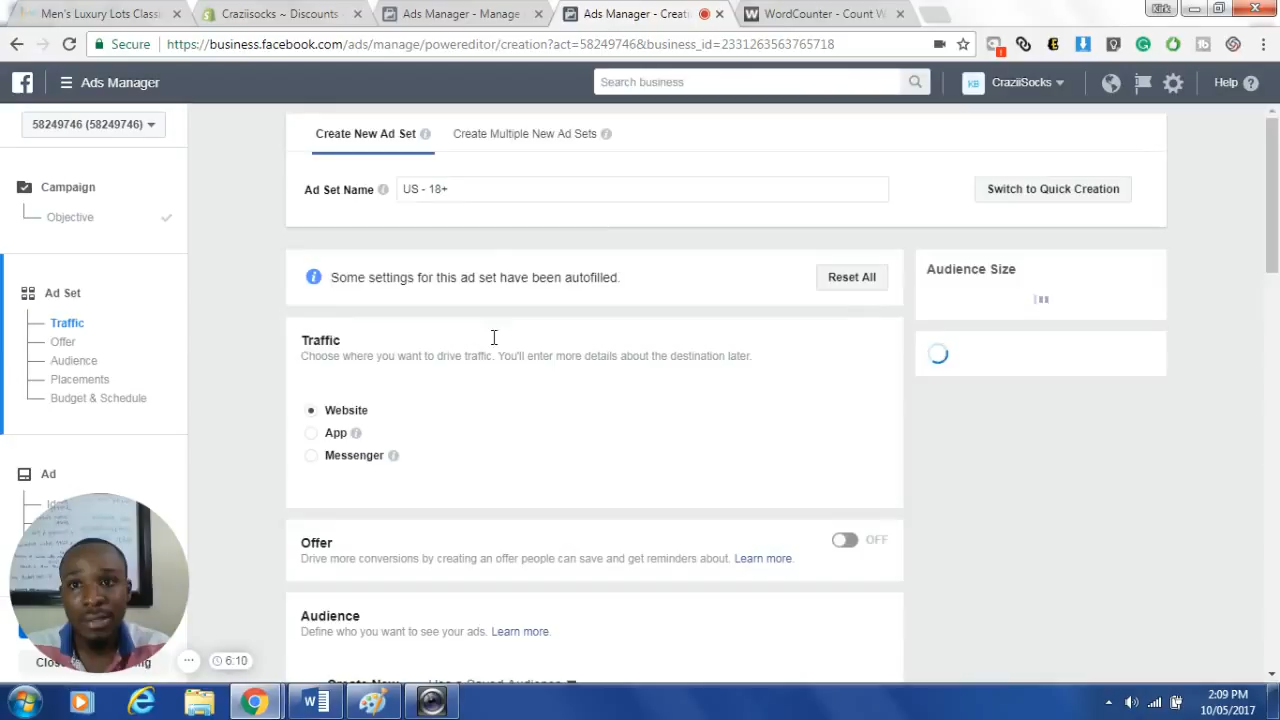 Men's Luxury Lots Classi
Craziisocks ~ Discounts -
Ads Manager - Manage
Ads Manager - Creat
WordCounter - Count W
Secure
https://business.facebook.com/ads/manage/powereditor/creation?act=58249746&business_id=2331263563765718
Ads Manager
Search business
CraziiSocks
Help
58249746 (58249746)
Campaign
Objective
Ad Set
Traffic
Offer
Audience
Placements
Budget & Schedule
Ad
Create New Ad Set
Create Multiple New Ad Sets
Ad Set Name
US - 18+
Switch to Quick Creation
Some settings for this ad set have been autofilled.
Reset All
Audience Size
Traffic
Choose where you want to drive traffic. You'll enter more details about the destination later.
Website
App
Messenger
Offer
OFF
Drive more conversions by creating an offer people can save and get reminders about. Learn more.
Audience
Define who you want to see your ads. Learn more.
Create New
Use a Saved Audience
6:10
2:09 PM
10/05/2017